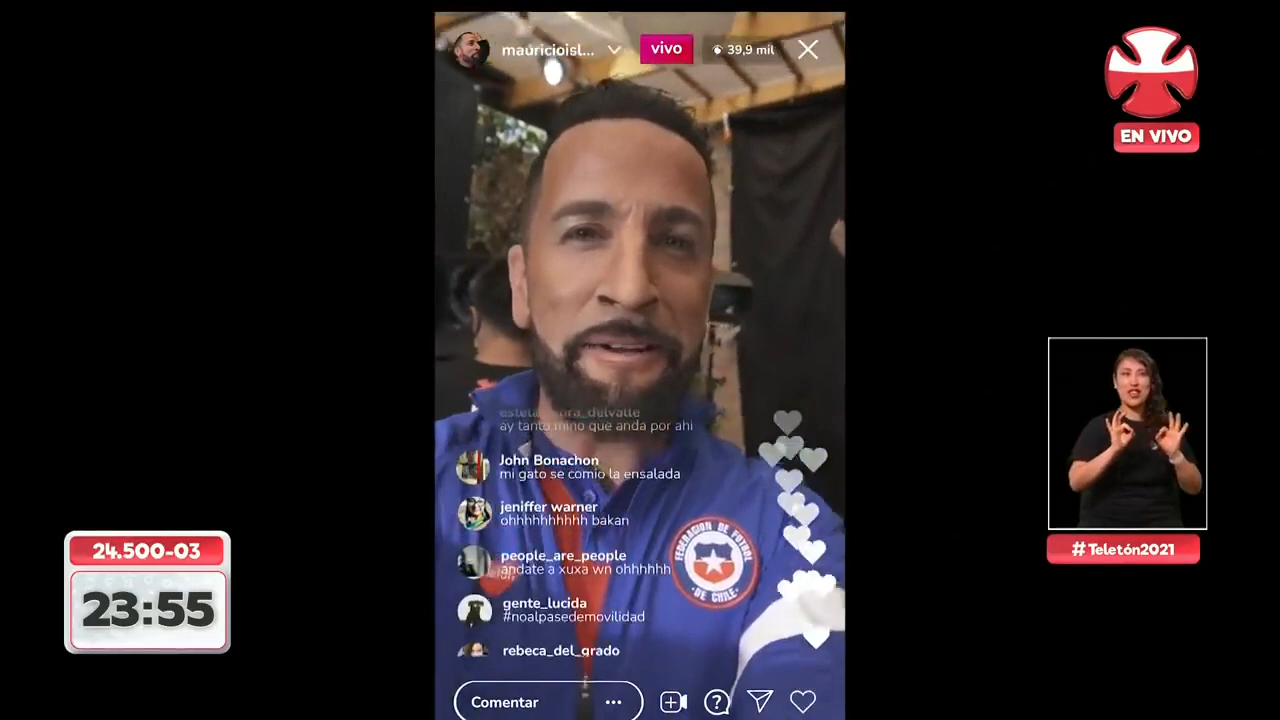 mauricioisl...
vivo
39,9 mil
EN VIVO
ay tanto mino que anda por ahi
John Bonachon
mi gato se comio la ensalada
jeniffer warner
ohhhhhhhhhh bakan
people_are_people
andate a xuxa wn ohhhhhh
gente_lucida
#noalpasedemovilidad
rebeca_del_grado
Comentar
FEDERACION DE FUTBOL
·DE CHILE·
24.500-03
23:55
#Teletón2021